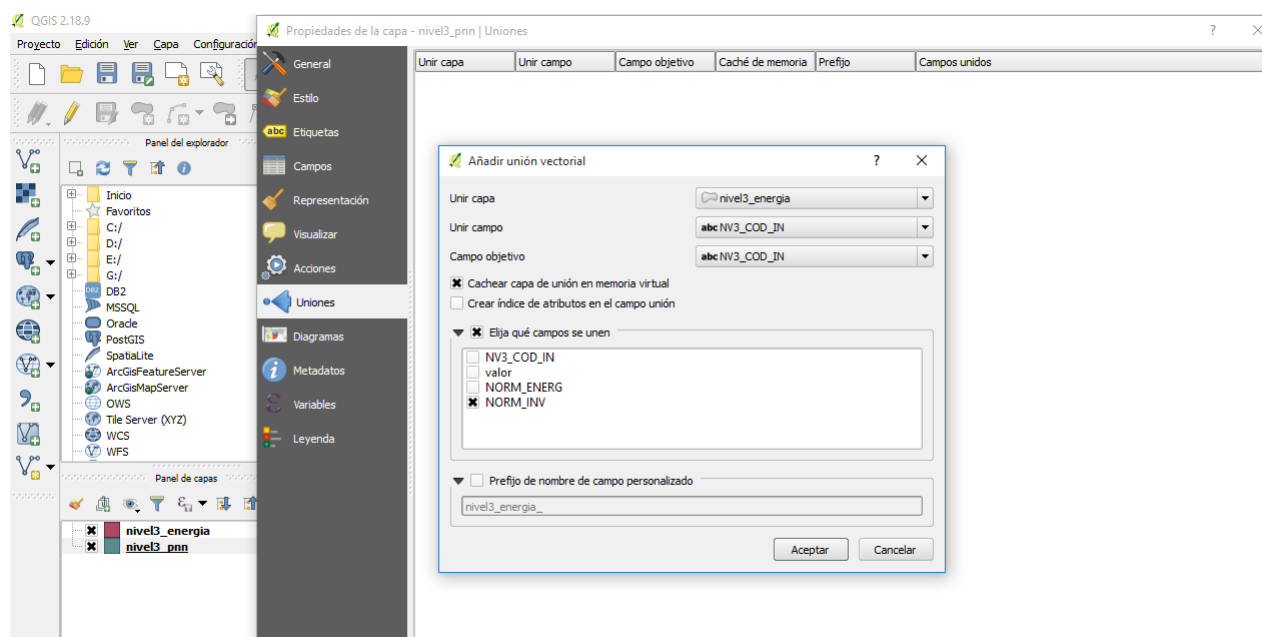 QGIS 2.18.9
Proyecto Edición Ver Capa Configuración
Panel del explorador
Inicio
Favoritos
C:/
D:/
E:/
G:/
DB2
MSSQL
Oracle
PostGIS
SpatiaLite
ArcGisFeatureServer
ArcGisMapServer
OWS
Tile Server (XYZ)
WCS
WFS
Panel de capas
nivel3_energia
nivel3_pnn
Propiedades de la capa - nivel3_pnn | Uniones
General
Estilo
abc Etiquetas
Campos
Representación
Visualizar
Acciones
Uniones
Diagramas
Metadatos
Variables
Leyenda
Unir capa Unir campo Campo objetivo Caché de memoria Prefijo Campos unidos
Añadir unión vectorial
Unir capa nivel3_energia
Unir campo abc NV3_COD_IN
Campo objetivo abc NV3_COD_IN
Cachear capa de unión en memoria virtual
Crear índice de atributos en el campo unión
Elija qué campos se unen
NV3_COD_IN
valor
NORM_ENERG
NORM_INV
Prefijo de nombre de campo personalizado
nivel3_energia_
Aceptar Cancelar